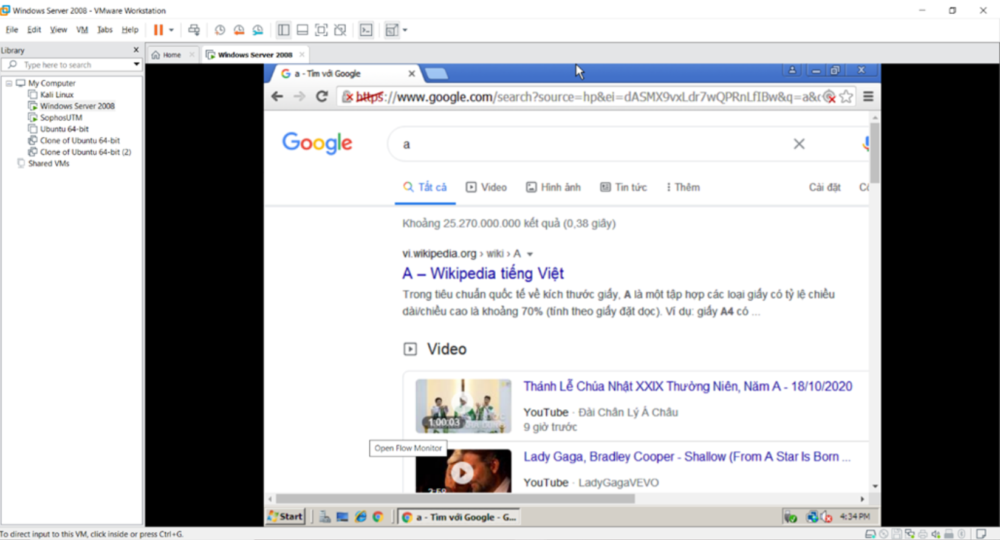 Windows Server 2008 - VMware Workstation
File Edit View VM Tabs Help
Library
Home
Windows Server 2008
Type here to search
My Computer
Kali Linux
Windows Server 2008
SophosUTM
Ubuntu 64-bit
Clone of Ubuntu 64-bit
Clone of Ubuntu 64-bit (2)
Shared VMs
a - Tìm với Google
https://www.google.com/search?source=hp&ei=dASMX9vxLdr7wQPRnLfIBw&q=a&
Google
a
Tất cả Video Hình ảnh Tin tức Thêm Cài đặt
Khoảng 25.270.000.000 kết quả (0,38 giây)
vi.wikipedia.org › wiki › A
A – Wikipedia tiếng Việt
Trong tiêu chuẩn quốc tế về kích thước giấy, A là một tập hợp các loại giấy có tỷ lệ chiều
dài/chiều cao là khoảng 70% (tính theo giấy đặt dọc). Ví dụ: giấy A4 có ...
Video
Thánh Lễ Chúa Nhật XXIX Thường Niên, Năm A - 18/10/2020
1:00:03
YouTube · Đài Chân Lý Á Châu
9 giờ trước
Open Flow Monitor
Lady Gaga, Bradley Cooper - Shallow (From A Star Is Born ...
YouTube · LadyGagaVEVO
3:58
Start
a - Tìm với Google - G...
4:34 PM
To direct input to this VM, click inside or press Ctrl+G.